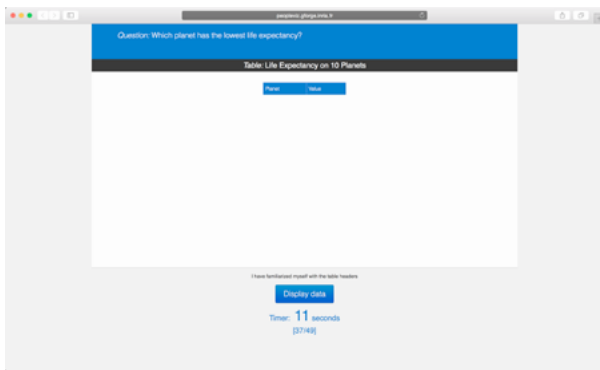 Question: Which planet has the lowest life expectancy?
Table: Life Expectancy on 10 Planets
Planet Value
I have familiarized myself with the table headers
Display data
Timer: 11 seconds
[37/49]